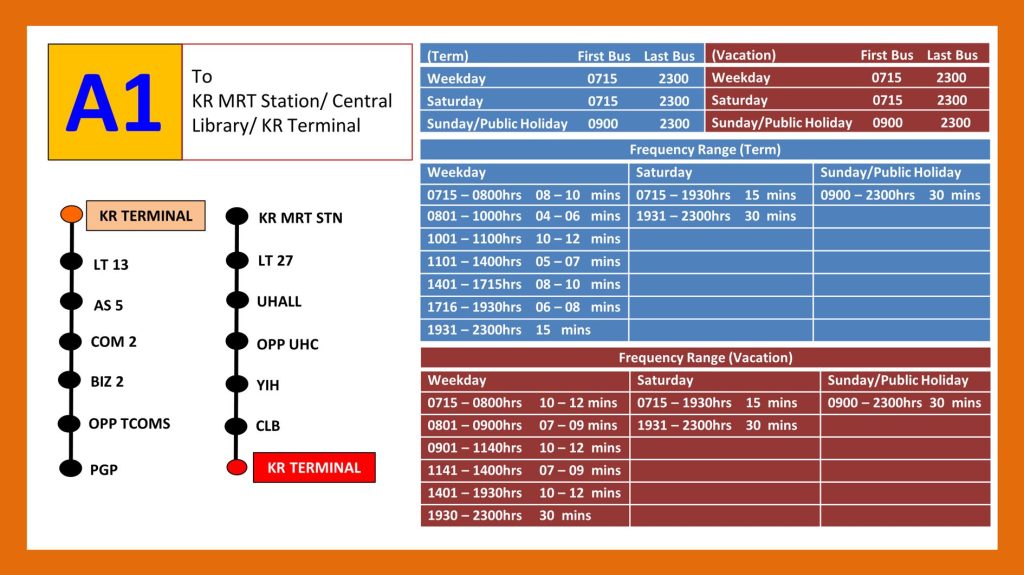 A1
To
KR MRT Station/ Central
Library/ KR Terminal
KR TERMINAL
LT 13
AS 5
COM 2
BIZ 2
OPP TCOMS
PGP
KR MRT STN
LT 27
UHALL
OPP UHC
YIH
CLB
KR TERMINAL
(Term) First Bus Last Bus
Weekday 0715 2300
Saturday 0715 2300
Sunday/Public Holiday 0900 2300
(Vacation) First Bus Last Bus
Weekday 0715 2300
Saturday 0715 2300
Sunday/Public Holiday 0900 2300
Frequency Range (Term)
Weekday Saturday Sunday/Public Holiday
0715 – 0800hrs 08 – 10 mins 0715 – 1930hrs 15 mins 0900 – 2300hrs 30 mins
0801 – 1000hrs 04 – 06 mins 1931 – 2300hrs 30 mins
1001 – 1100hrs 10 – 12 mins
1101 – 1400hrs 05 – 07 mins
1401 – 1715hrs 08 – 10 mins
1716 – 1930hrs 06 – 08 mins
1931 – 2300hrs 15 mins
Frequency Range (Vacation)
Weekday Saturday Sunday/Public Holiday
0715 – 0800hrs 10 – 12 mins 0715 – 1930hrs 15 mins 0900 – 2300hrs 30 mins
0801 – 0900hrs 07 – 09 mins 1931 – 2300hrs 30 mins
0901 – 1140hrs 10 – 12 mins
1141 – 1400hrs 07 – 09 mins
1401 – 1930hrs 10 – 12 mins
1930 – 2300hrs 30 mins